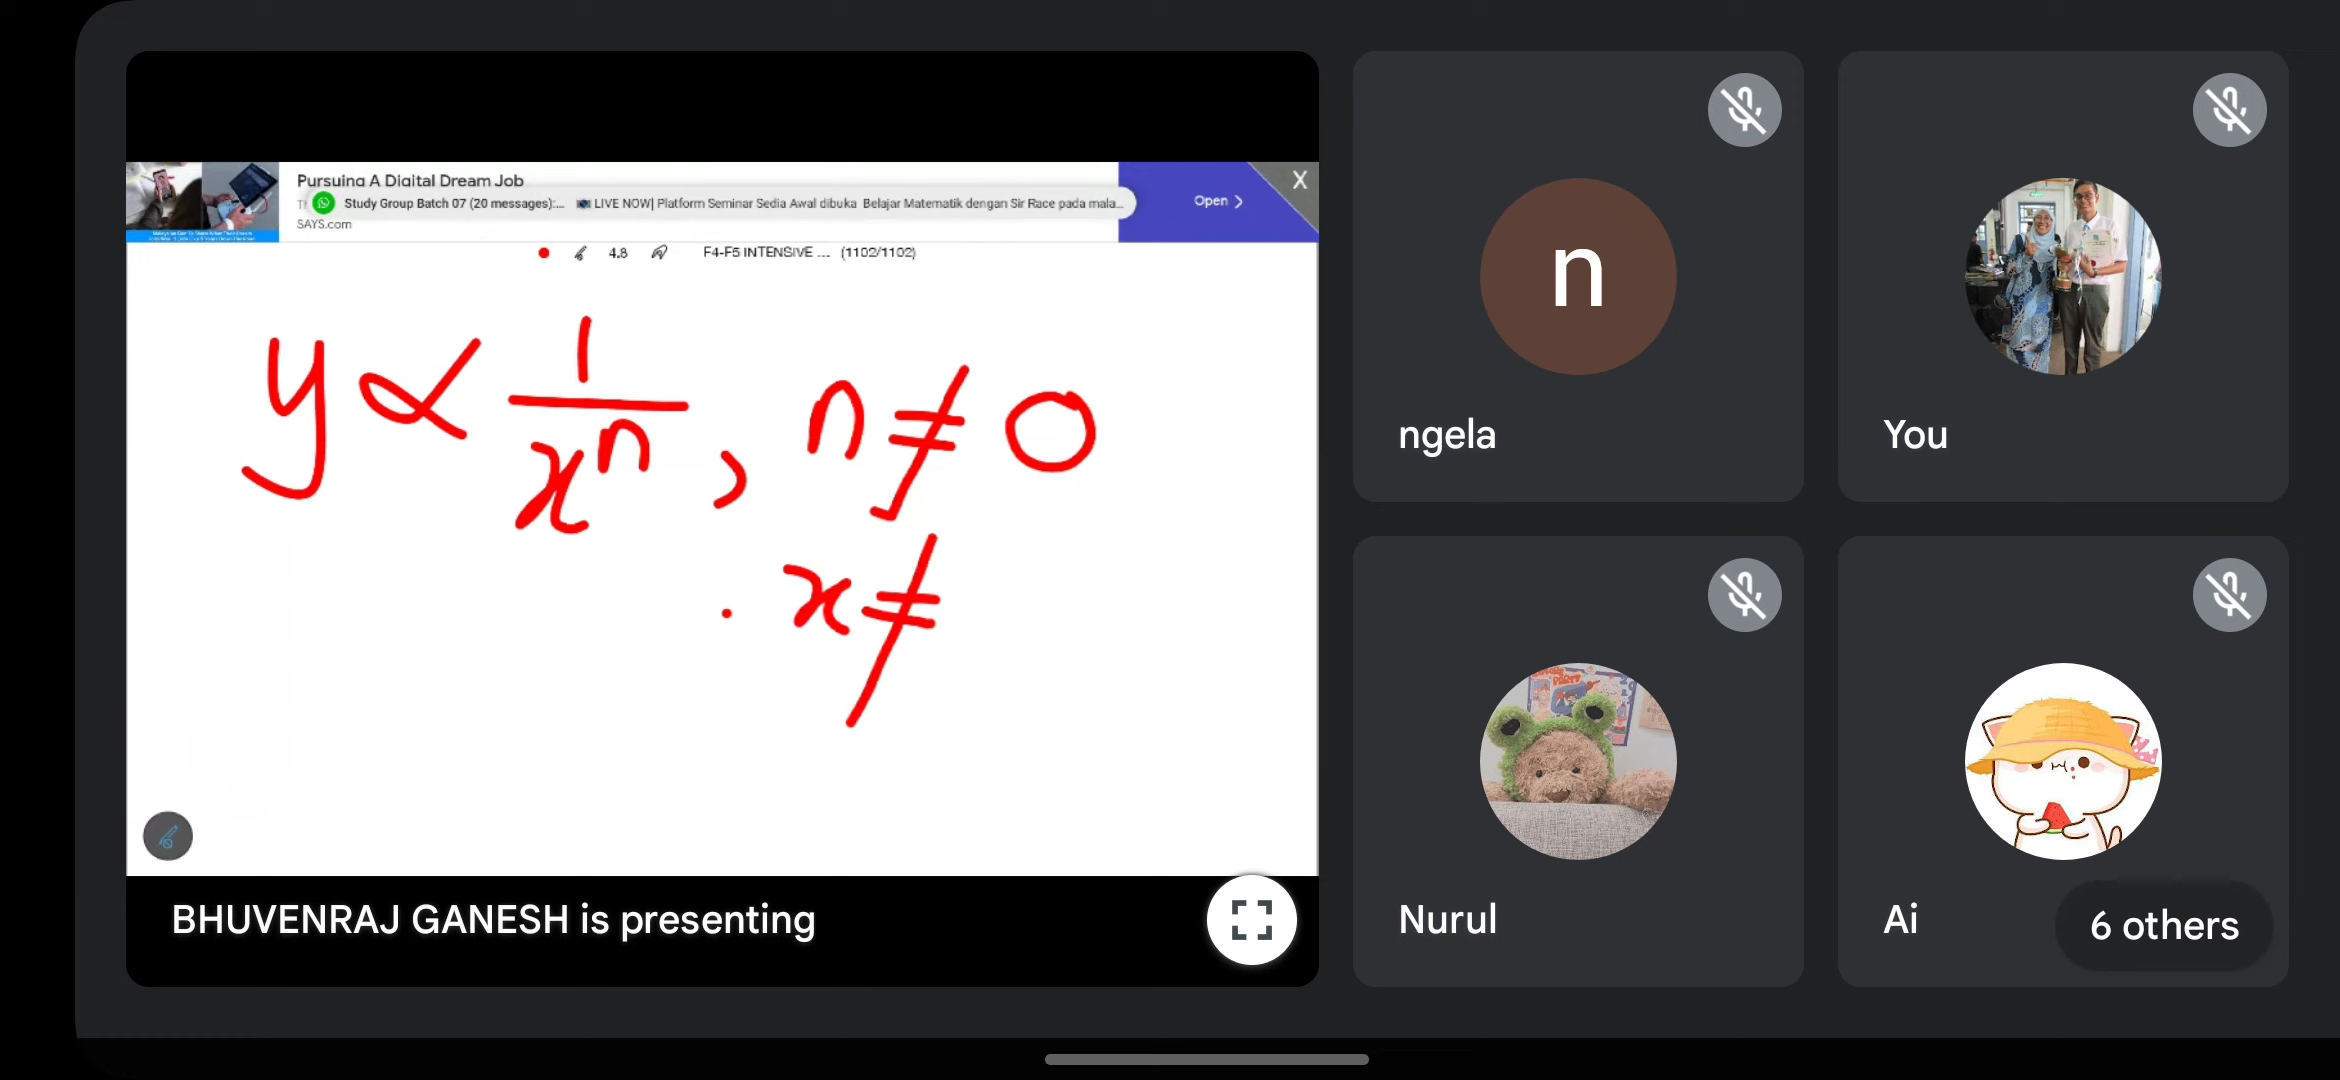 Pursuing A Digital Dream Job
Study Group Batch 07 (20 messages):... LIVE NOW| Platform Seminar Sedia Awal dibuka Belajar Matematik dengan Sir Race pada mala...
SAYS.com
Open >
X
4.8 F4-F5 INTENSIVE ... (1102/1102)
y ∝ 1/xⁿ, n ≠ 0
. x ≠
BHUVENRAJ GANESH is presenting
n
ngela
You
Nurul
Ai
6 others